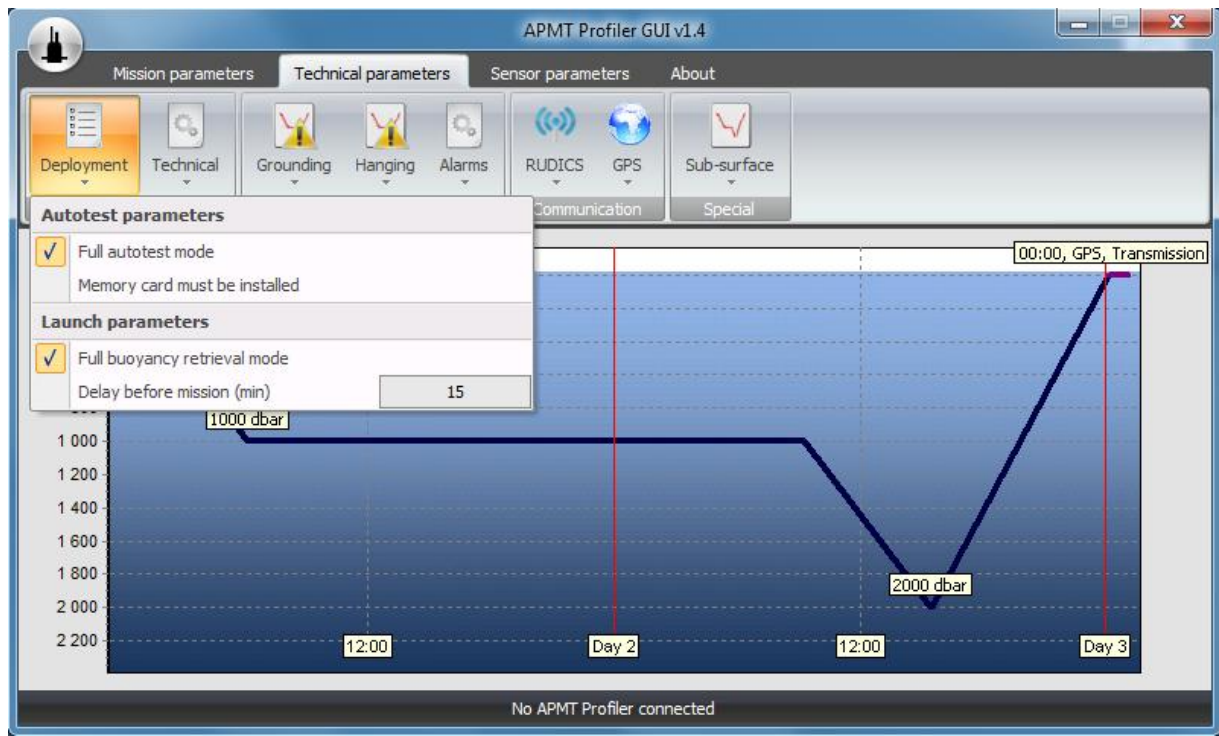 APMT Profiler GUI v1.4
Mission parameters Technical parameters Sensor parameters About
Deployment Technical Grounding Hanging Alarms RUDICS GPS Sub-surface
Communication Special
Autotest parameters
Full autotest mode
Memory card must be installed
Launch parameters
Full buoyancy retrieval mode
Delay before mission (min) 15
00:00, GPS, Transmission
1000 dbar
1 000
1 200
1 400
1 600
1 800
2000 dbar
2 000
2 200
12:00 Day 2 12:00 Day 3
No APMT Profiler connected